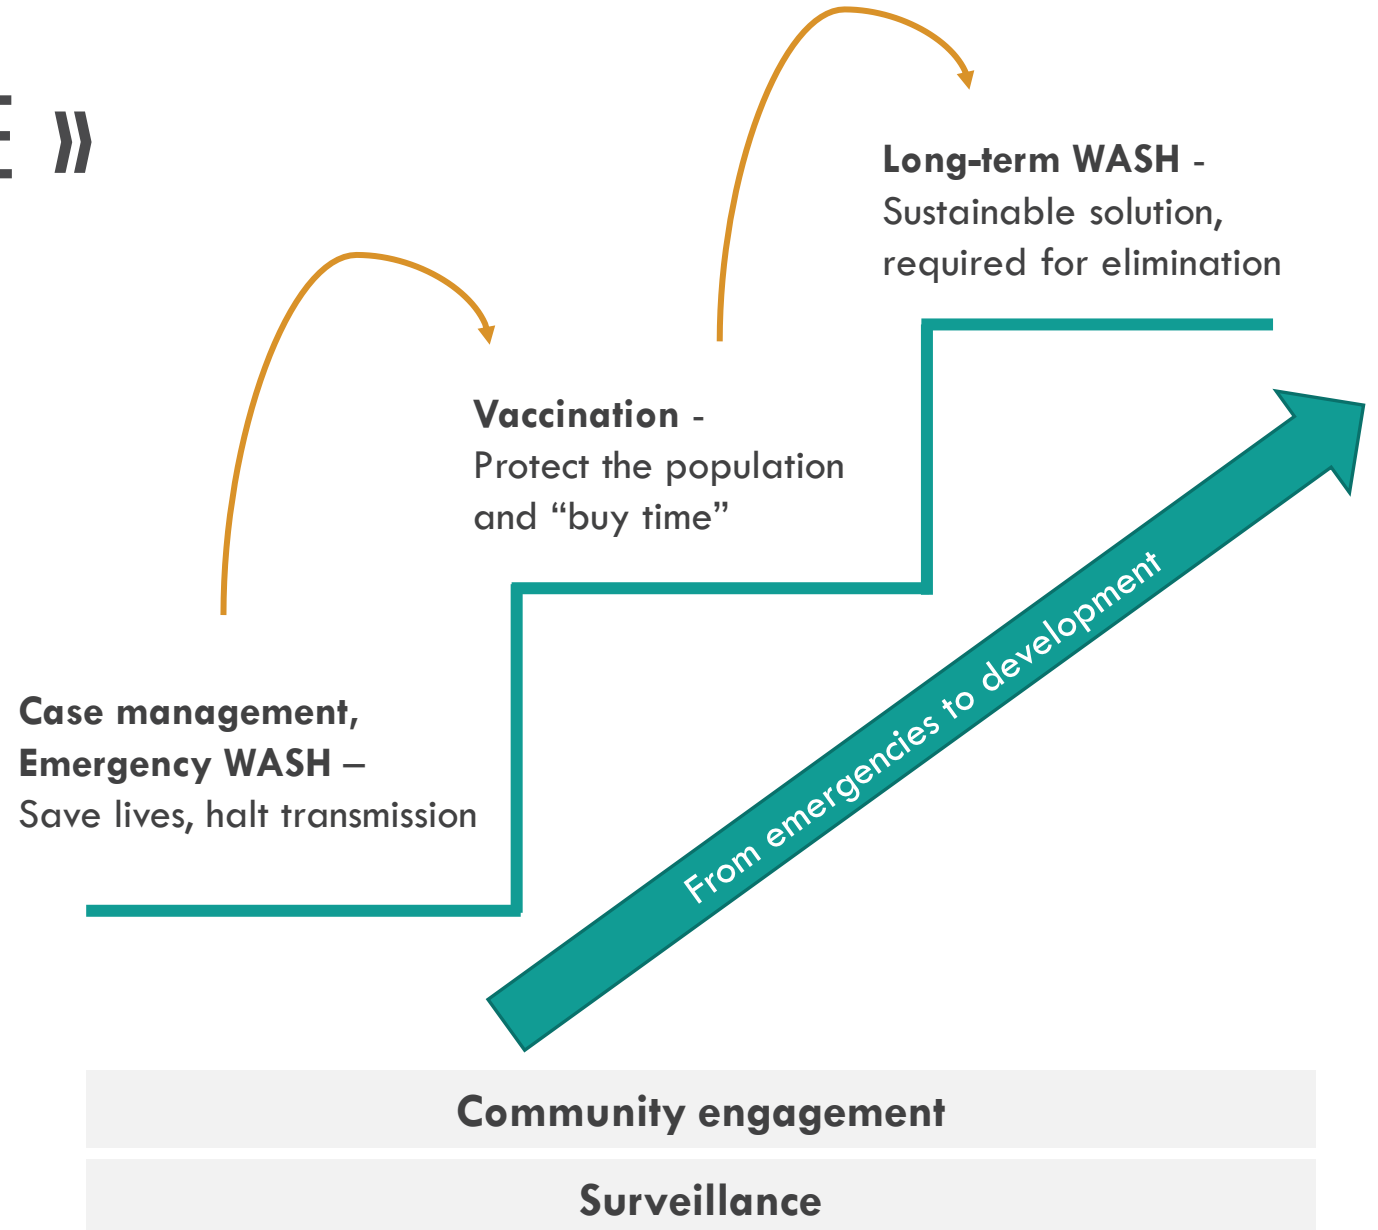 E »
Long-term WASH -
Sustainable solution,
required for elimination
Vaccination -
Protect the population
and “buy time”
Case management,
Emergency WASH –
Save lives, halt transmission
From emergencies to development
Community engagement
Surveillance